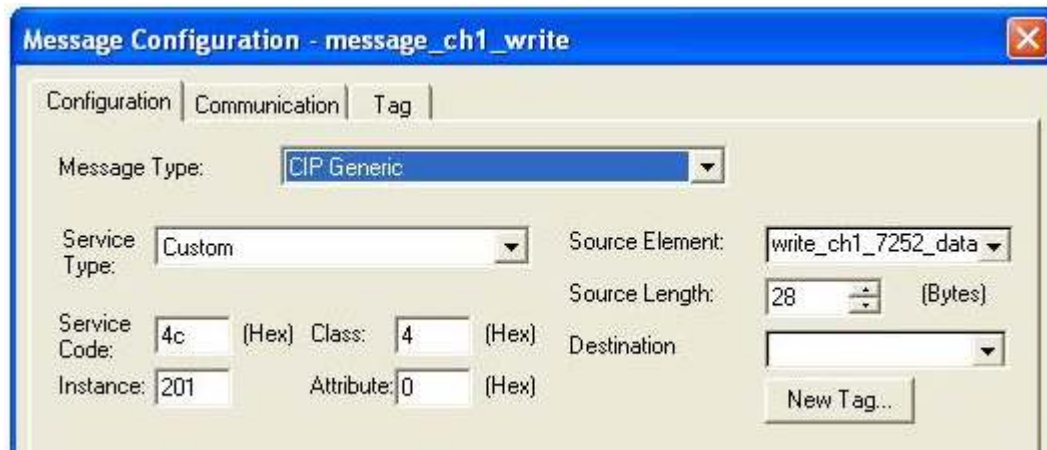 Message Configuration - message_ch1_write
Configuration Communication Tag
Message Type: CIP Generic
Service Type: Custom
Source Element: write_ch1_7252_data
Source Length: 28 (Bytes)
Service Code: 4c (Hex) Class: 4 (Hex)
Destination
Instance: 201 Attribute: 0 (Hex)
New Tag...